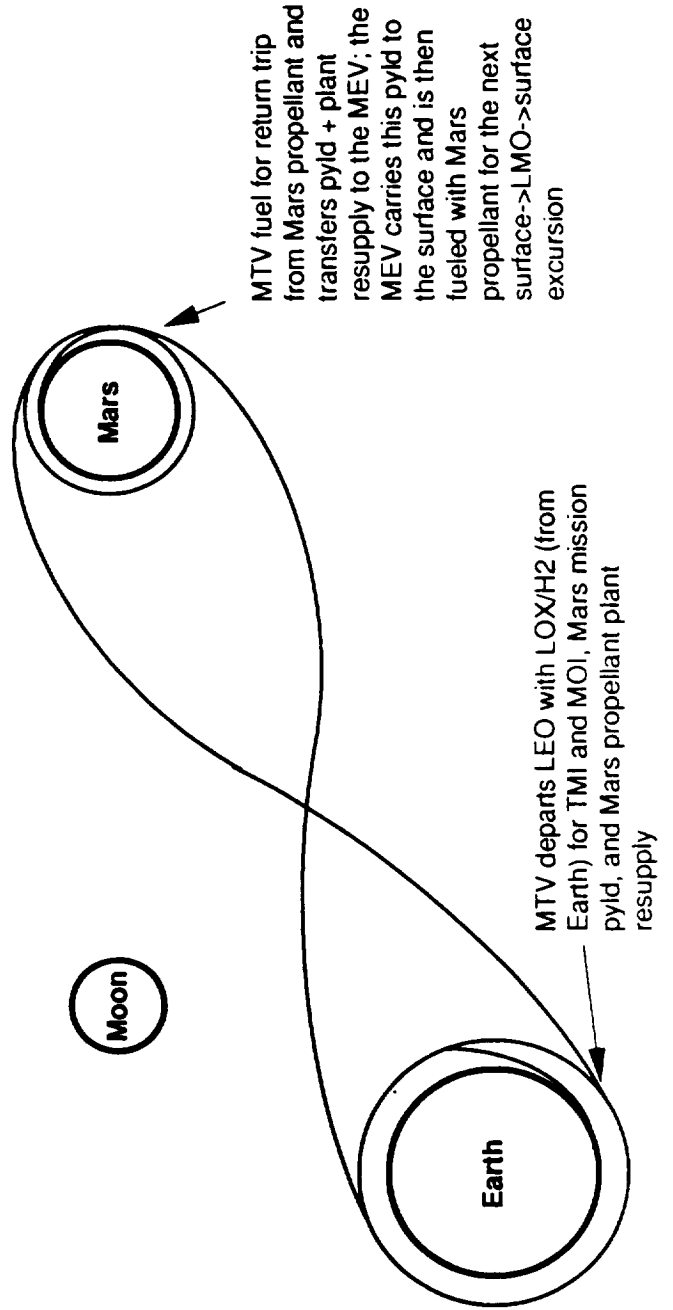 Mars
MTV fuel for return trip
from Mars propellant and
transfers pyld + plant
resupply to the MEV; the
MEV carries this pyld to
the surface and is then
fueled with Mars
propellant for the next
surface->LMO->surface
excursion
Moon
Earth
MTV departs LEO with LOX/H2 (from
Earth) for TMI and MOI, Mars mission
pyld, and Mars propellant plant
resupply